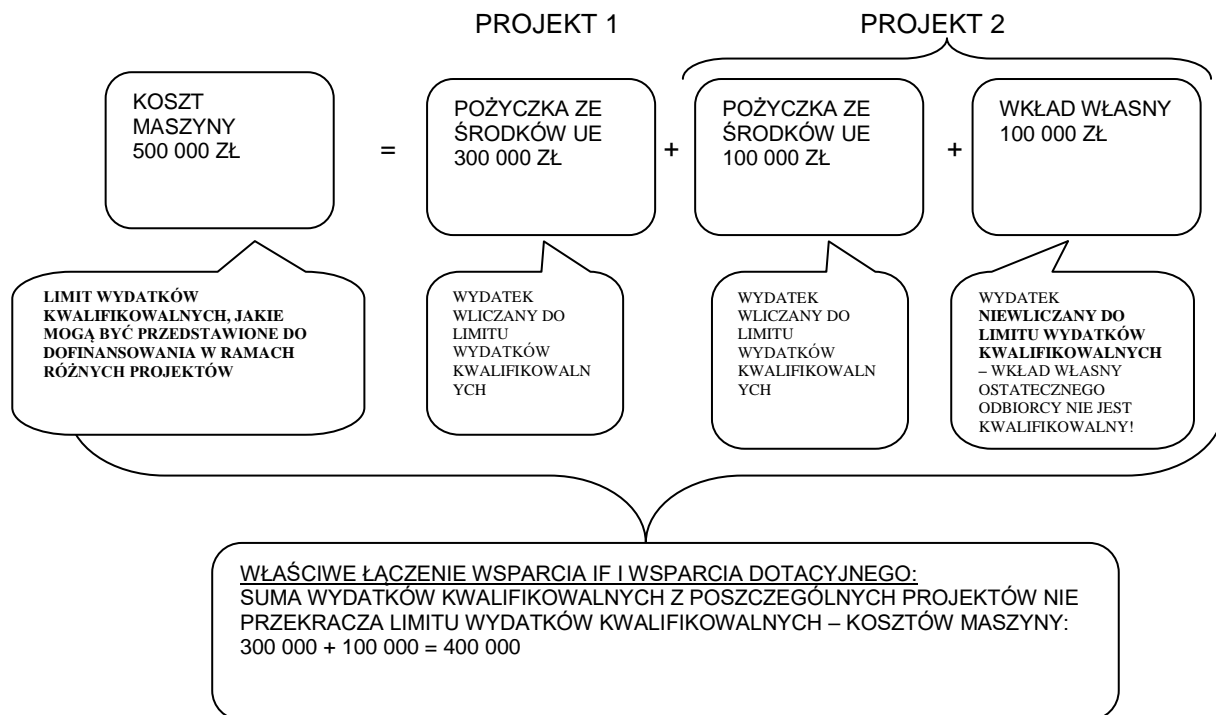 PROJEKT 1
PROJEKT 2
KOSZT
MASZYNY
500 000 ZŁ
=
POŻYCZKA ZE
ŚRODKÓW UE
300 000 ZŁ
+
POŻYCZKA ZE
ŚRODKÓW UE
100 000 ZŁ
+
WKŁAD WŁASNY
100 000 ZŁ
LIMIT WYDATKÓW
KWALIFIKOWALNYCH, JAKIE
MOGĄ BYĆ PRZEDSTAWIONE DO
DOFINANSOWANIA W RAMACH
RÓŻNYCH PROJEKTÓW
WYDATEK
WLICZANY DO
LIMITU
WYDATKÓW
KWALIFIKOWALN
YCH
WYDATEK
WLICZANY DO
LIMITU
WYDATKÓW
KWALIFIKOWALN
YCH
WYDATEK
NIEWLICZANY DO
LIMITU WYDATKÓW
KWALIFIKOWALNYCH
– WKŁAD WŁASNY
OSTATECZNEGO
ODBIORCY NIE JEST
KWALIFIKOWALNY!
WŁAŚCIWE ŁĄCZENIE WSPARCIA IF I WSPARCIA DOTACYJNEGO:
SUMA WYDATKÓW KWALIFIKOWALNYCH Z POSZCZEGÓLNYCH PROJEKTÓW NIE
PRZEKRACZA LIMITU WYDATKÓW KWALIFIKOWALNYCH – KOSZTÓW MASZYNY:
300 000 + 100 000 = 400 000